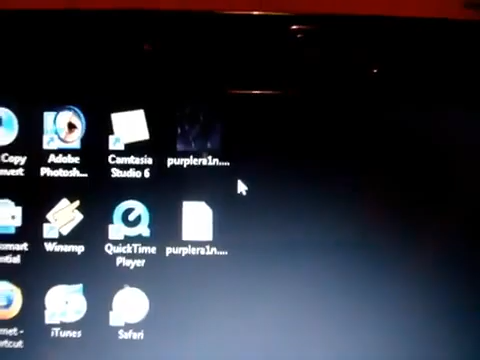 Copy
Adobe
Photosh...
Camtasia
Studio 6
purplera1n....
Winamp
QuickTime
Player
purplera1n....
iTunes
Safari